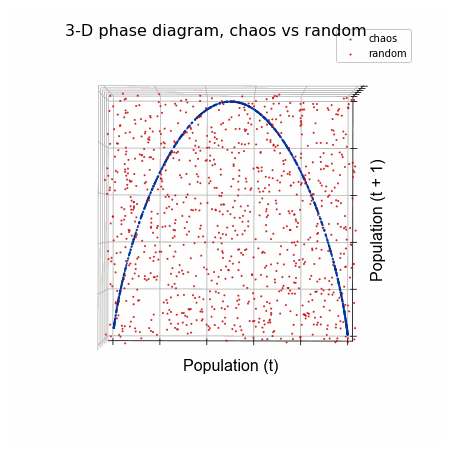 3-D phase diagram, chaos vs random
chaos
random
Population (t + 1)
Population (t)